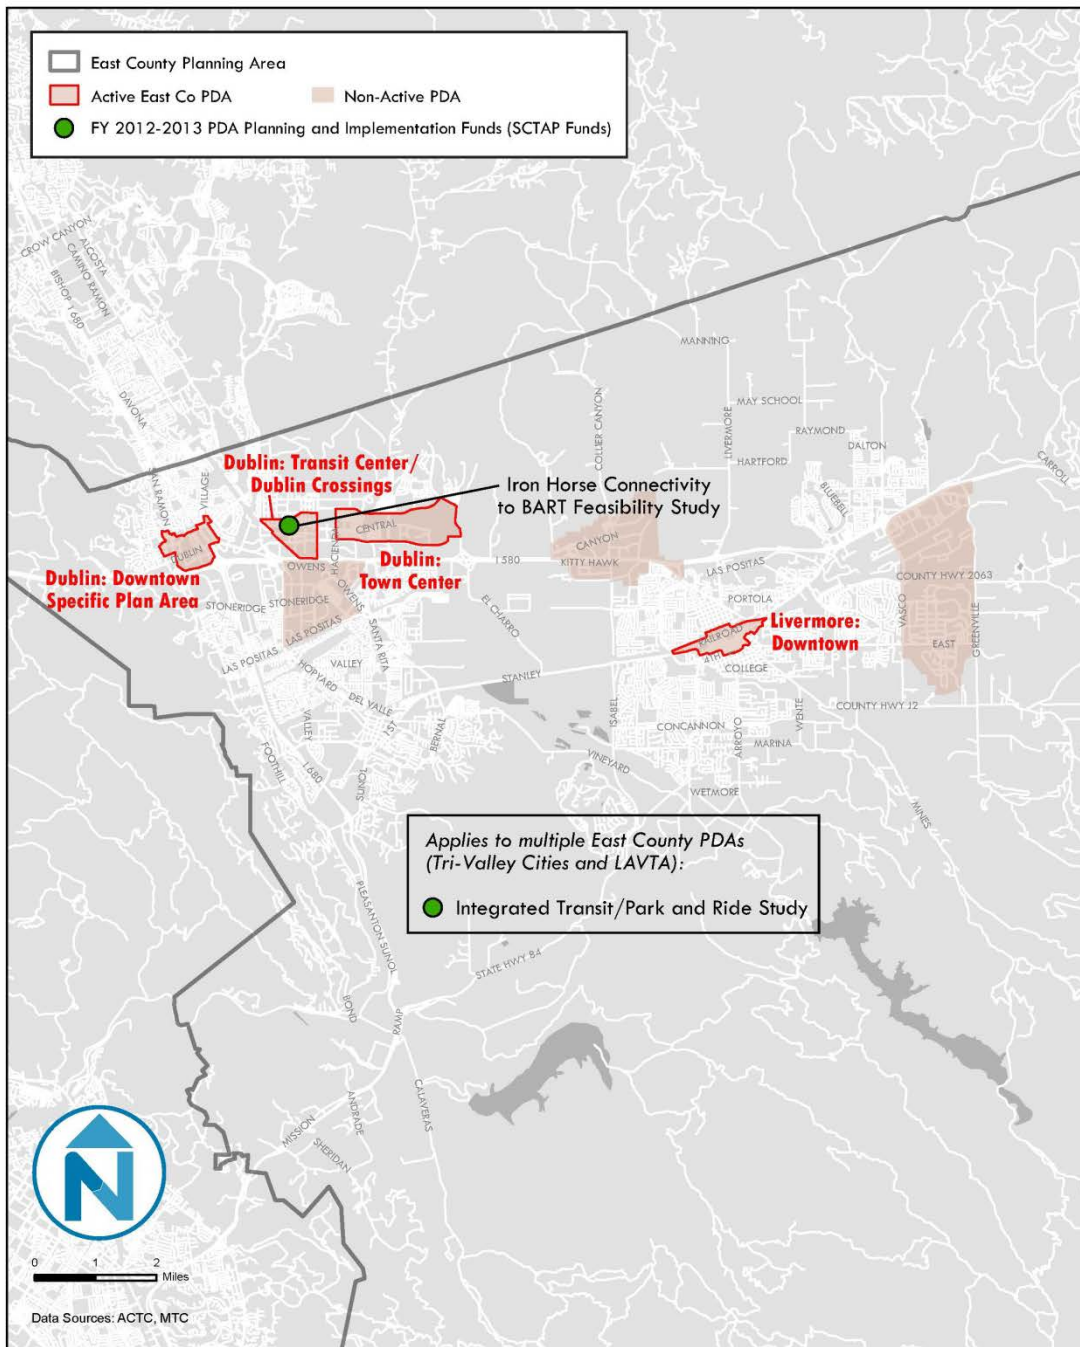 East County Planning Area
Active East Co PDA
Non-Active PDA
FY 2012-2013 PDA Planning and Implementation Funds (SCTAP Funds)
CROW CANYON
ALCOSTA
CAMINO RAMON
BISHOP I 680
DAVONA
MANNING
COLLIER CANYON
LIVERMORE
MAY SCHOOL
RAYMOND
DALTON
HARTFORD
CARROLL
BLUEBELL
SAN RAMON
VILLAGE
Dublin: Transit Center/
Dublin Crossings
Iron Horse Connectivity
to BART Feasibility Study
HACIENDA
CENTRAL
CANYON
DUBLIN
OWENS
Dublin:
Town Center
I 580
KITTY HAWK
LAS POSITAS
COUNTY HWY 2063
Dublin: Downtown
Specific Plan Area
STONERIDGE
STONERIDGE
OWENS
EL CHARRO
PORTOLA
VASCO
GREENVILLE
LAS POSITAS
SANTA RITA
RAILROAD
Livermore:
Downtown
EAST
4TH
LAS POSITAS
VALLEY
HOPYARD
STANLEY
COLLEGE
DEL VALLE
COUNTY HWY J2
VALLEY
1ST
BERNAL
ISABEL
CONCANNON
ARROYO
WENTE
MARINA
FOOTHILL
I 680
SUNOL
VINEYARD
WETMORE
MINES
Applies to multiple East County PDAs
(Tri-Valley Cities and LAVTA):
Integrated Transit/Park and Ride Study
PLEASANTON SUNOL
STATE HWY 84
BOND
RAMP
CALAVERAS
ANDRADE
MISSION
SHERIDAN
N
0 1 2
Miles
Data Sources: ACTC, MTC